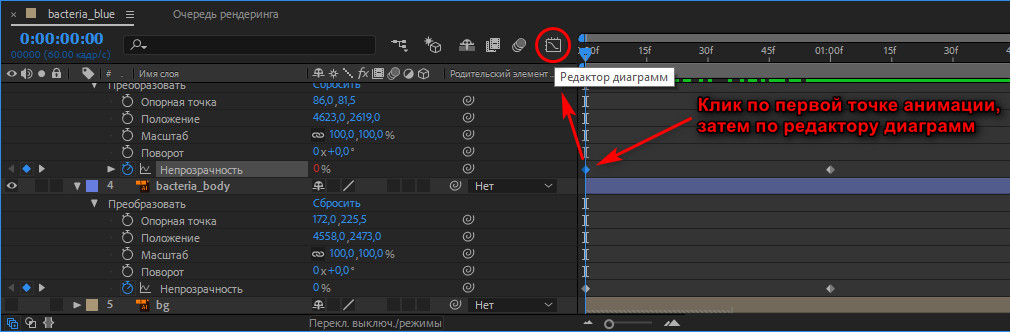 bacteria_blue
Очередь рендеринга
0:00:00:00
00000 (60.00 кадр/с)
00f 15f 30f 45f 01:00f 15f 30f
Редактор диаграмм
# Имя слоя Родительский элемент ...
Преобразовать Сбросить
Опорная точка 86,0,81,5
Положение 4623,0,2619,0
Масштаб 100,0,100,0 %
Поворот 0 x +0,0°
Непрозрачность 0 %
4 bacteria_body Нет
Преобразовать Сбросить
Опорная точка 172,0,225,5
Положение 4558,0,2473,0
Масштаб 100,0,100,0 %
Поворот 0 x +0,0°
Непрозрачность 0 %
5 bg Нет
Перекл. выключ./режимы
Клик по первой точке анимации,
затем по редактору диаграмм